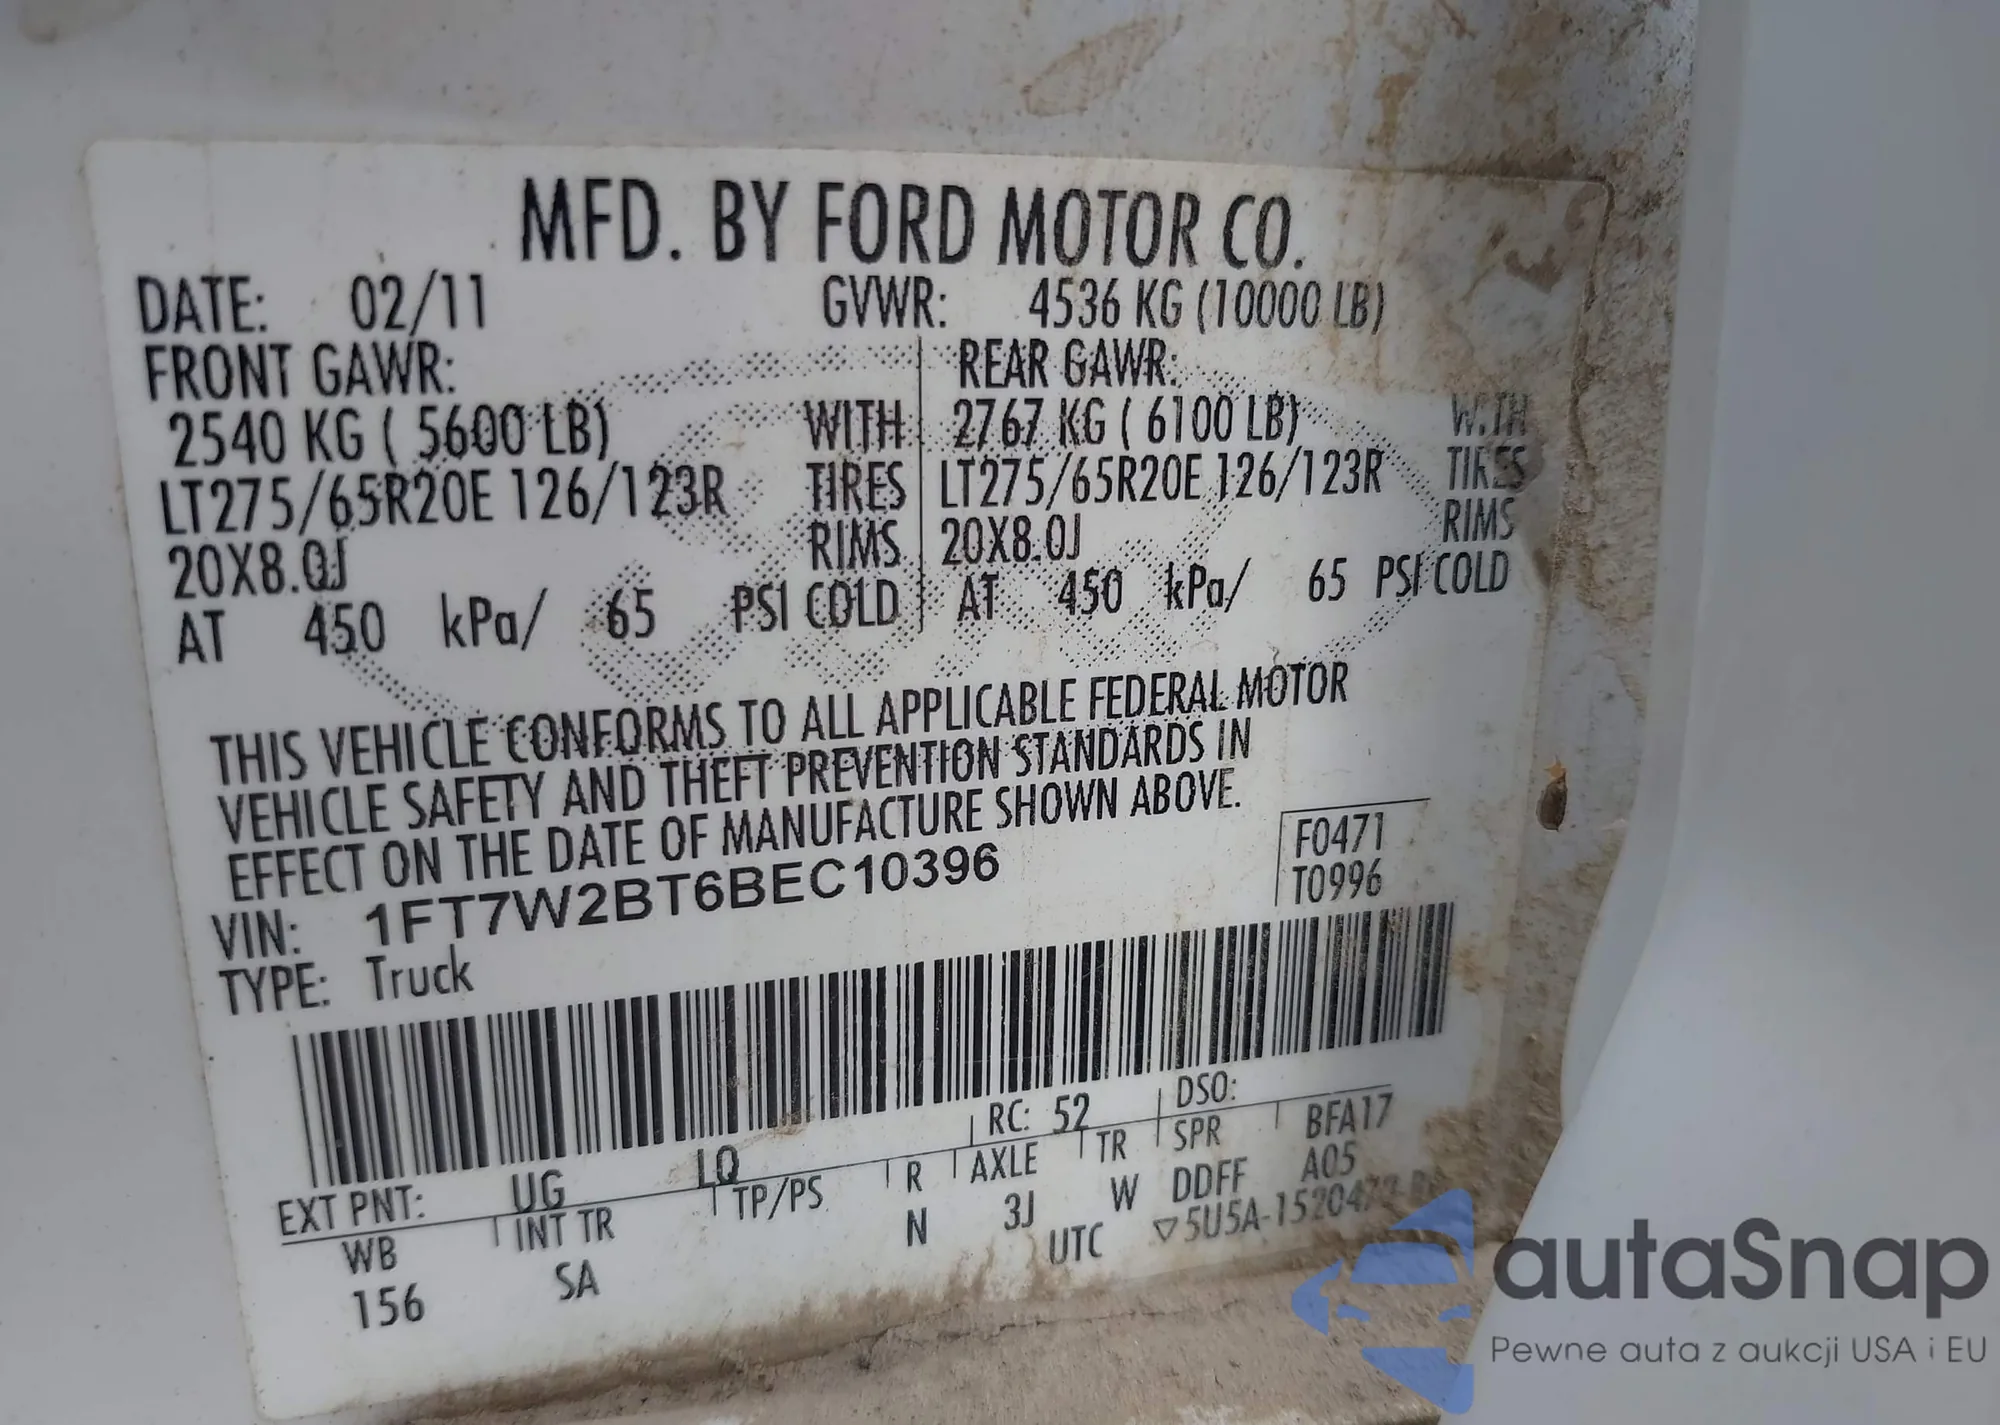 MFD. BY FORD MOTOR CO.
DATE: 02/11 GVWR: 4536 KG (10000 LB)
FRONT GAWR: REAR GAWR:
2540 KG ( 5600 LB) WITH 2767 KG ( 6100 LB) WITH
LT275/65R20E 126/123R TIRES LT275/65R20E 126/123R TIRES
20X8.0J RIMS 20X8.0J RIMS
AT 450 kPa/ 65 PSI COLD AT 450 kPa/ 65 PSI COLD
THIS VEHICLE CONFORMS TO ALL APPLICABLE FEDERAL MOTOR
VEHICLE SAFETY AND THEFT PREVENTION STANDARDS IN
EFFECT ON THE DATE OF MANUFACTURE SHOWN ABOVE.
VIN: 1FT7W2BT6BEC10396
TYPE: Truck
F0471
T0996
EXT PNT: UG LQ RC: 52 DSO:
WB INT TR TP/PS R AXLE TR SPR BFA17
156 SA N 3J W DDFF A05
UTC ▽
autaSnap
Pewne auta z aukcji USA i EU